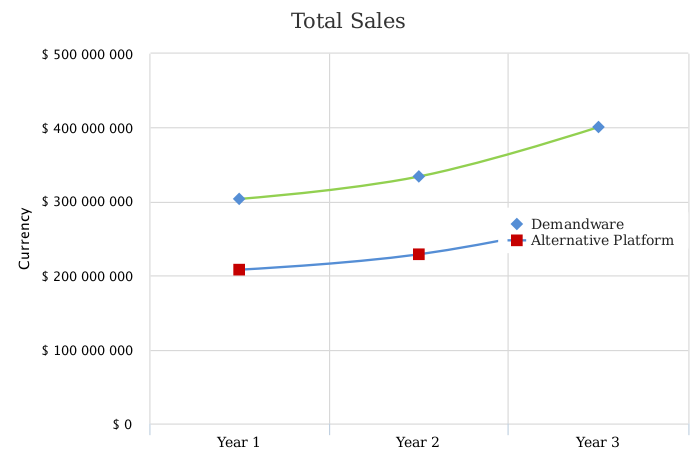 Total Sales
$ 500 000 000
$ 400 000 000
$ 300 000 000
$ 200 000 000
$ 100 000 000
$ 0
Currency
Demandware
Alternative Platform
Year 1
Year 2
Year 3